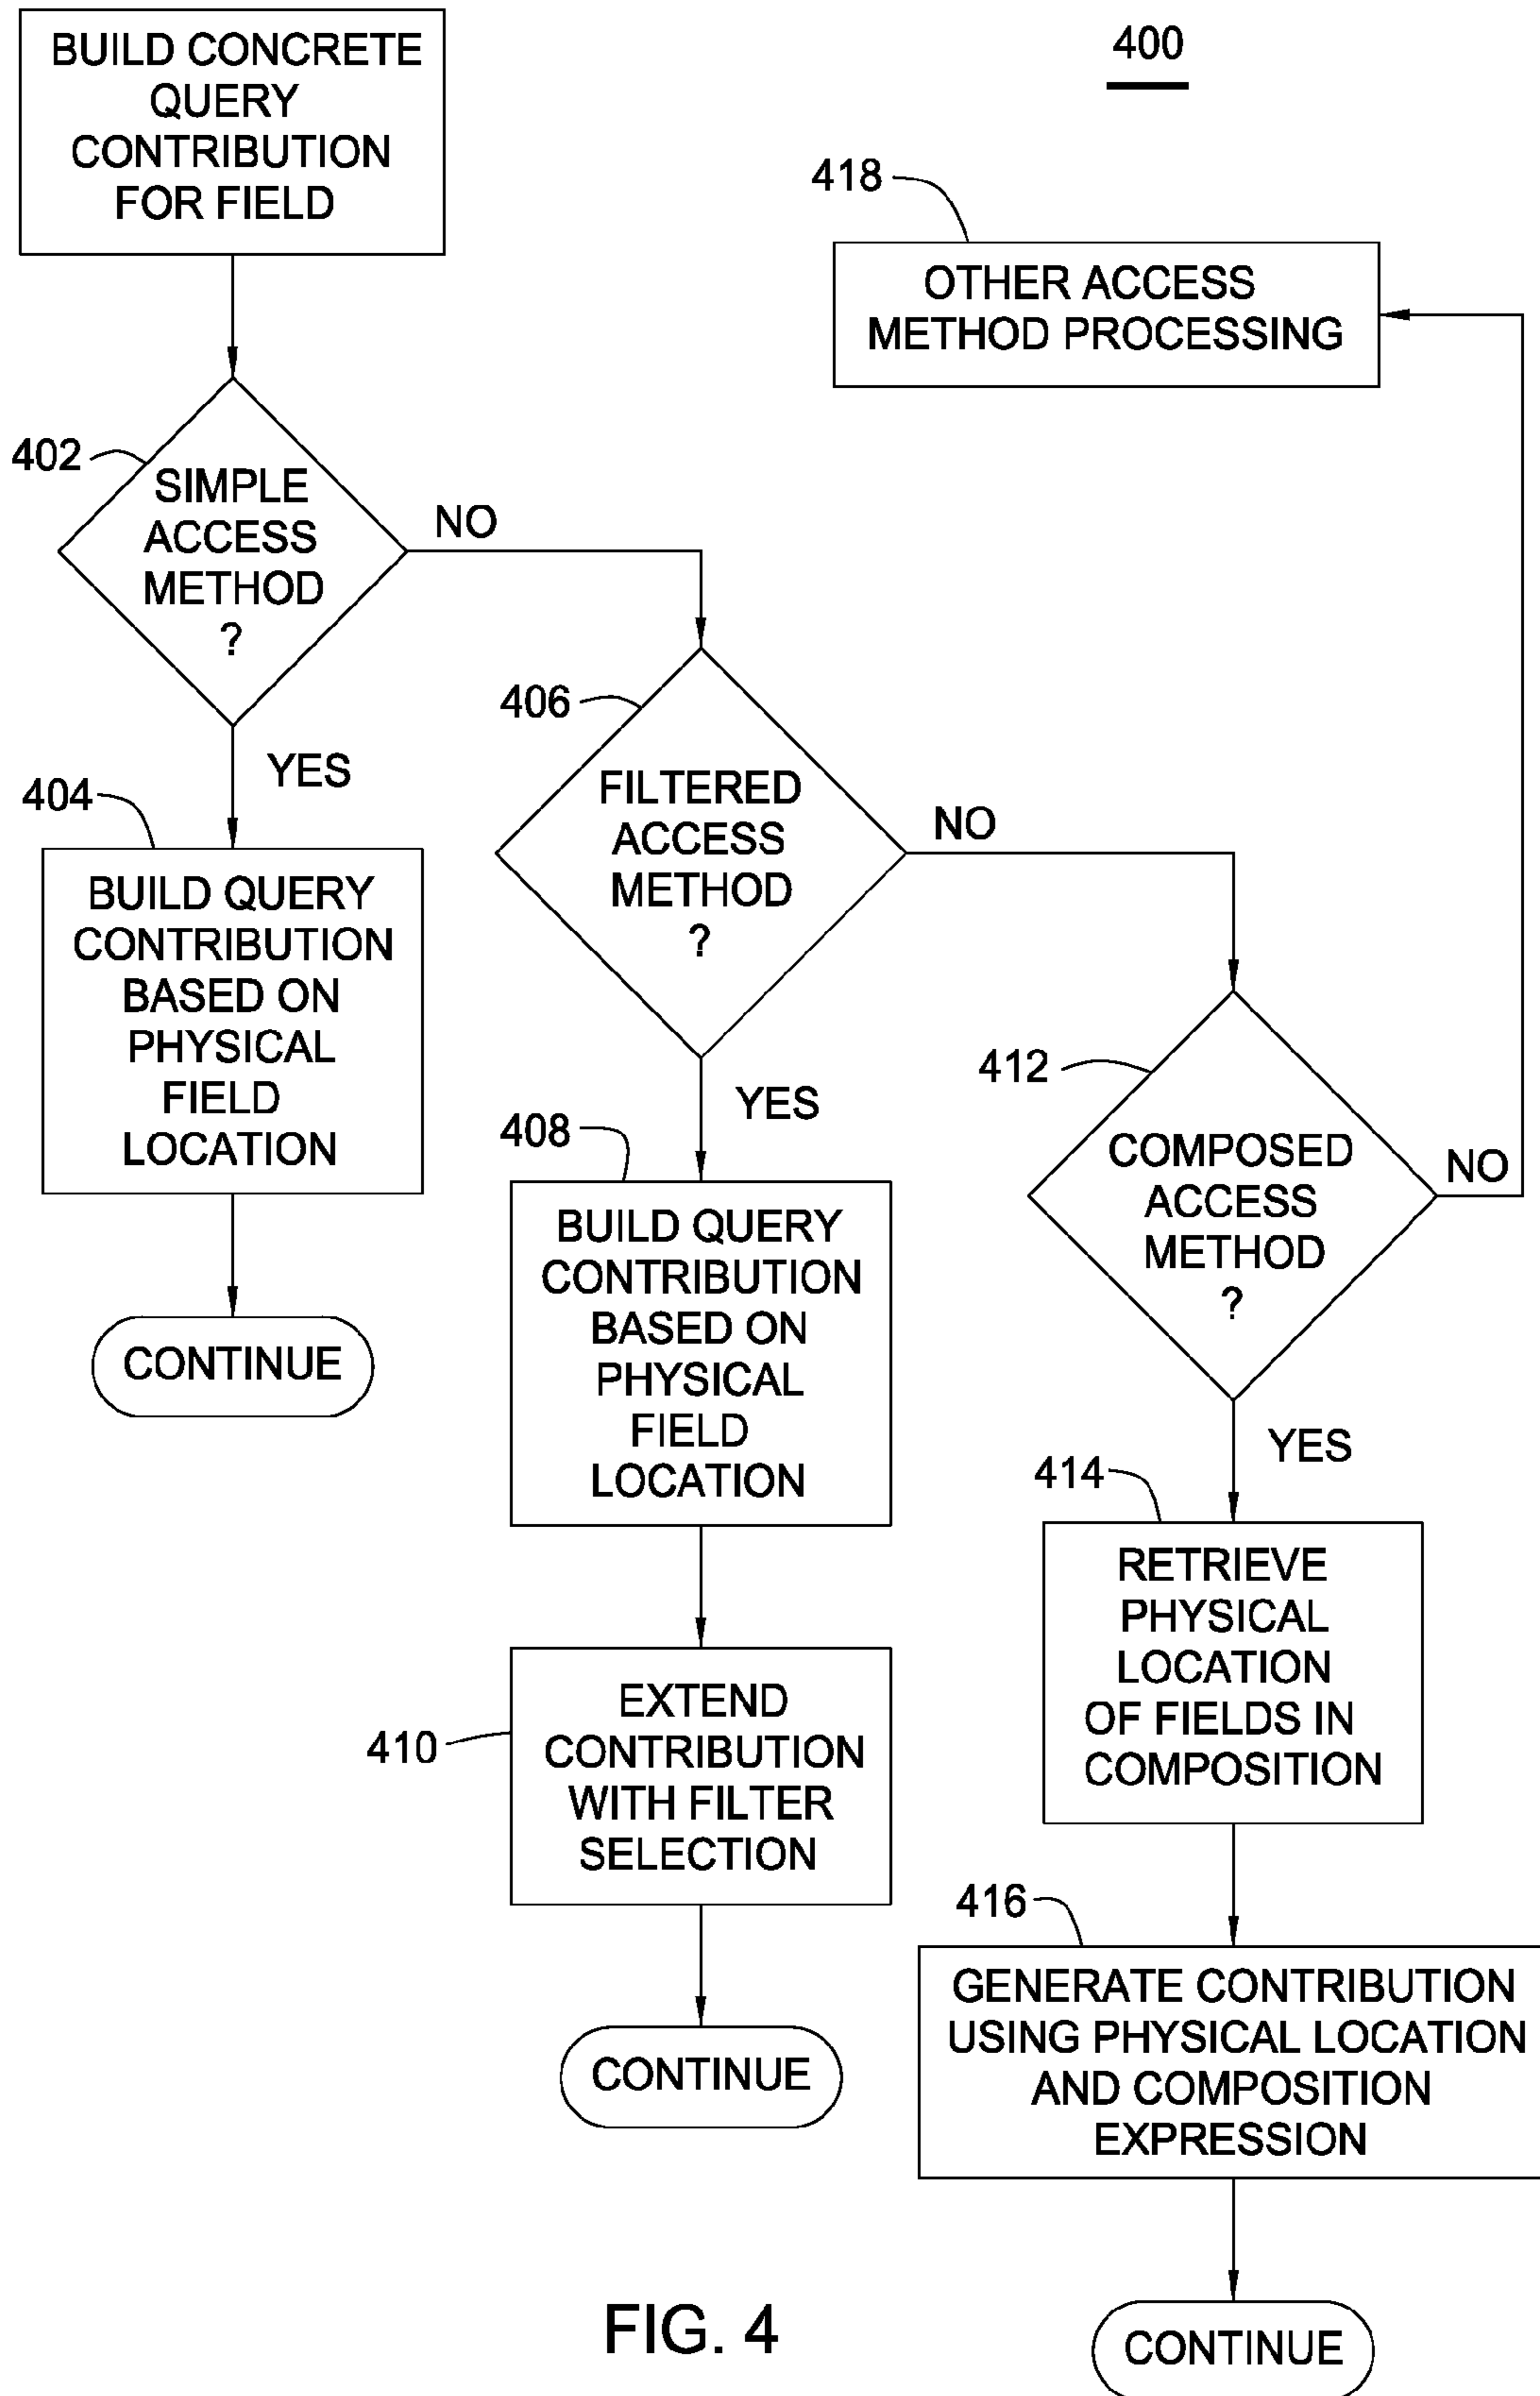 BUILD CONCRETE
QUERY
CONTRIBUTION
FOR FIELD
400
418
OTHER ACCESS
METHOD PROCESSING
402
SIMPLE
ACCESS
METHOD
?
NO
YES
404
BUILD QUERY
CONTRIBUTION
BASED ON
PHYSICAL
FIELD
LOCATION
CONTINUE
406
FILTERED
ACCESS
METHOD
?
NO
YES
408
BUILD QUERY
CONTRIBUTION
BASED ON
PHYSICAL
FIELD
LOCATION
410
EXTEND
CONTRIBUTION
WITH FILTER
SELECTION
CONTINUE
412
COMPOSED
ACCESS
METHOD
?
NO
YES
414
RETRIEVE
PHYSICAL
LOCATION
OF FIELDS IN
COMPOSITION
416
GENERATE CONTRIBUTION
USING PHYSICAL LOCATION
AND COMPOSITION
EXPRESSION
CONTINUE
FIG. 4